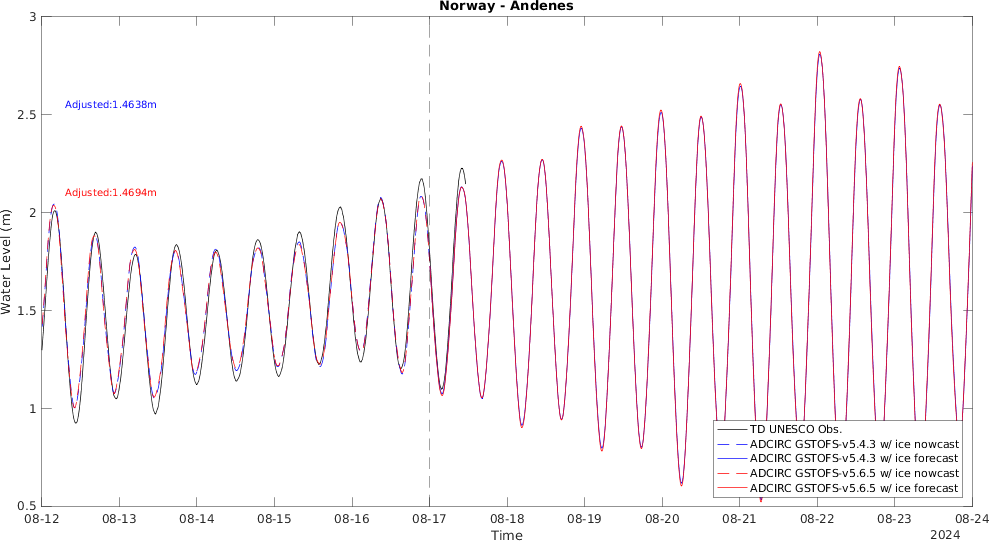 Norway - Andenes
3
2.5
2
1.5
1
0.5
Water Level (m)
Adjusted:1.4638m
Adjusted:1.4694m
TD UNESCO Obs.
ADCIRC GSTOFS-v5.4.3 w/ ice nowcast
ADCIRC GSTOFS-v5.4.3 w/ ice forecast
ADCIRC GSTOFS-v5.6.5 w/ ice nowcast
ADCIRC GSTOFS-v5.6.5 w/ ice forecast
08-12 08-13 08-14 08-15 08-16 08-17 08-18 08-19 08-20 08-21 08-22 08-23 08-24
Time
2024